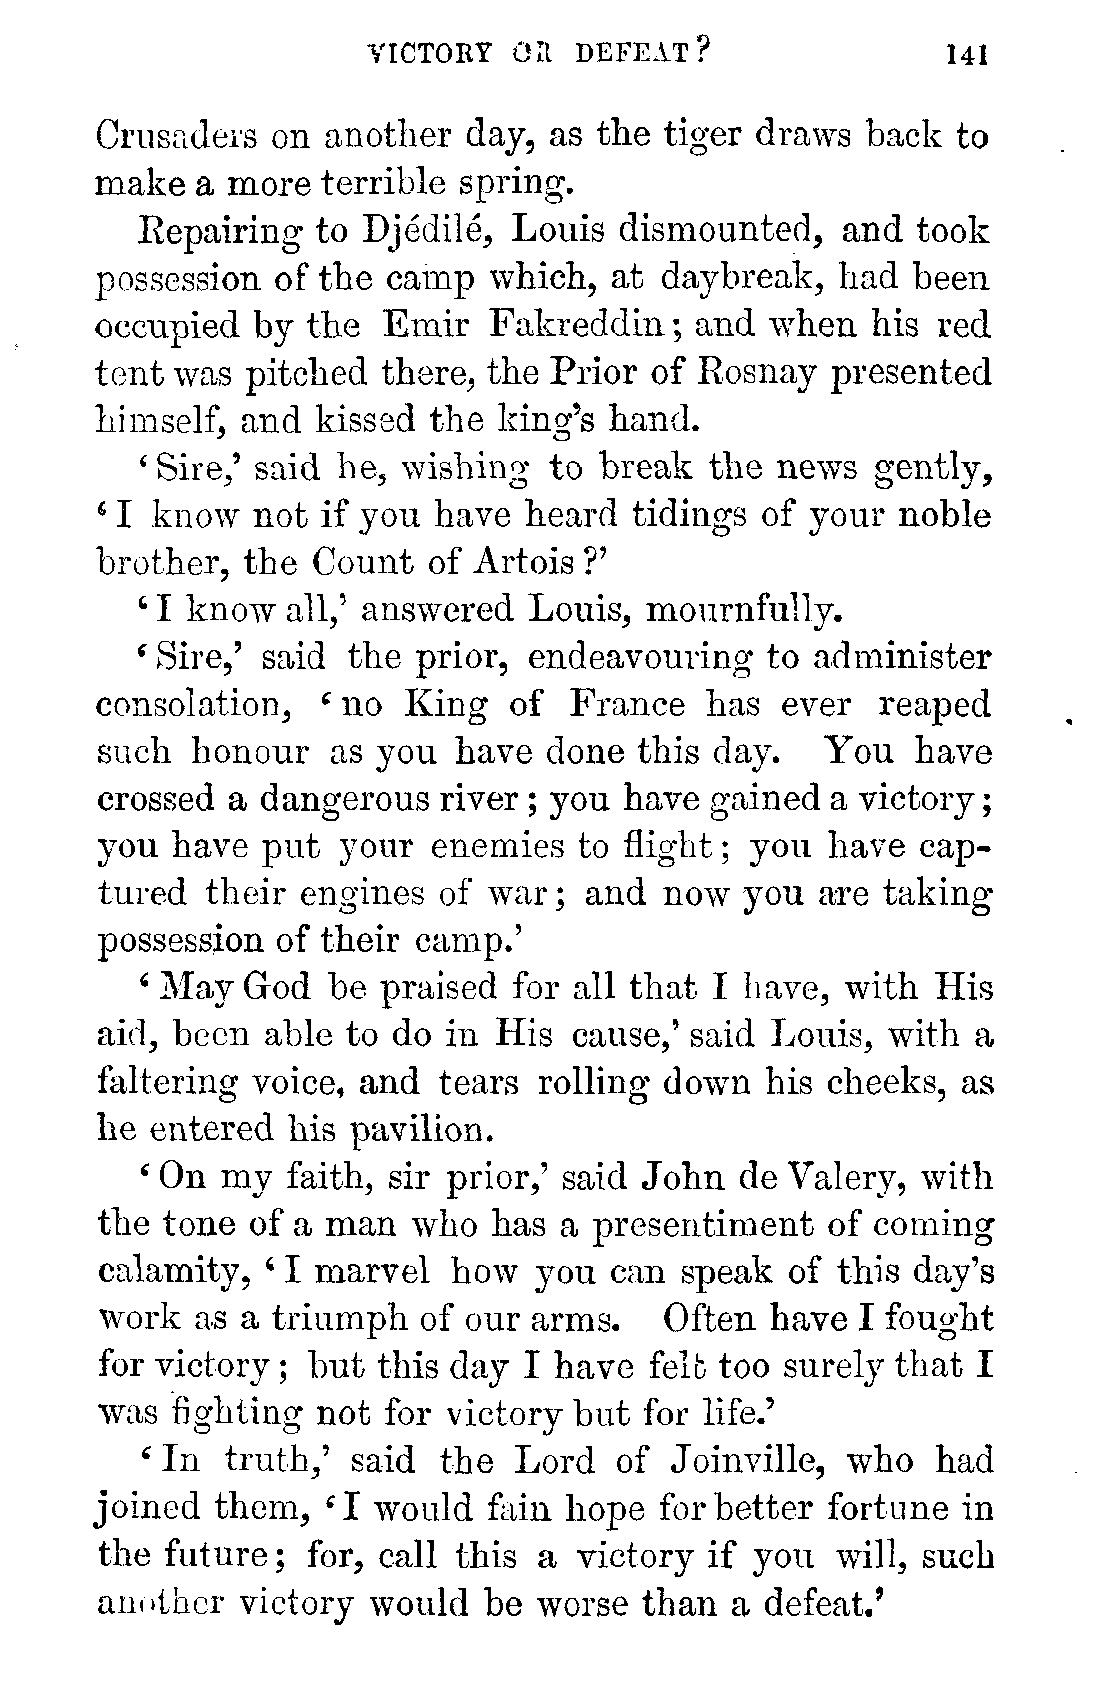 VICTORY OR DEFEAT? 141
Crusaders on another day, as the tiger draws back to
make a more terrible spring.
Repairing to Djédilé, Louis dismounted, and took
possession of the camp which, at daybreak, had been
occupied by the Emir Fakreddin; and when his red
tent was pitched there, the Prior of Rosnay presented
himself, and kissed the king's hand.
'Sire,' said he, wishing to break the news gently,
'I know not if you have heard tidings of your noble
brother, the Count of Artois?'
'I know all,' answered Louis, mournfully.
'Sire,' said the prior, endeavouring to administer
consolation, 'no King of France has ever reaped
such honour as you have done this day. You have
crossed a dangerous river; you have gained a victory;
you have put your enemies to flight; you have cap-
tured their engines of war; and now you are taking
possession of their camp.'
'May God be praised for all that I have, with His
aid, been able to do in His cause,' said Louis, with a
faltering voice, and tears rolling down his cheeks, as
he entered his pavilion.
'On my faith, sir prior,' said John de Valery, with
the tone of a man who has a presentiment of coming
calamity, 'I marvel how you can speak of this day's
work as a triumph of our arms. Often have I fought
for victory; but this day I have felt too surely that I
was fighting not for victory but for life.'
'In truth,' said the Lord of Joinville, who had
joined them, 'I would fain hope for better fortune in
the future; for, call this a victory if you will, such
another victory would be worse than a defeat.'